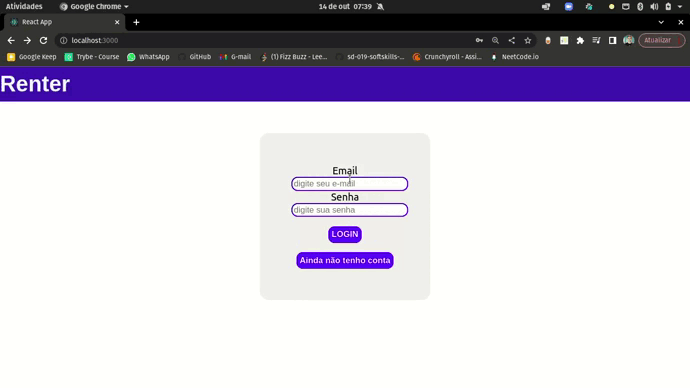 Atividades
Google Chrome
14 de out 07:39
React App
localhost:3000
Atualizar
Google Keep
Trybe - Course
WhatsApp
GitHub
G-mail
(1) Fizz Buzz - Lee...
sd-019-softskills-...
Crunchyroll - Assi...
NeetCode.io
Renter
Email
digite seu e-mail
Senha
digite sua senha
LOGIN
Ainda não tenho conta